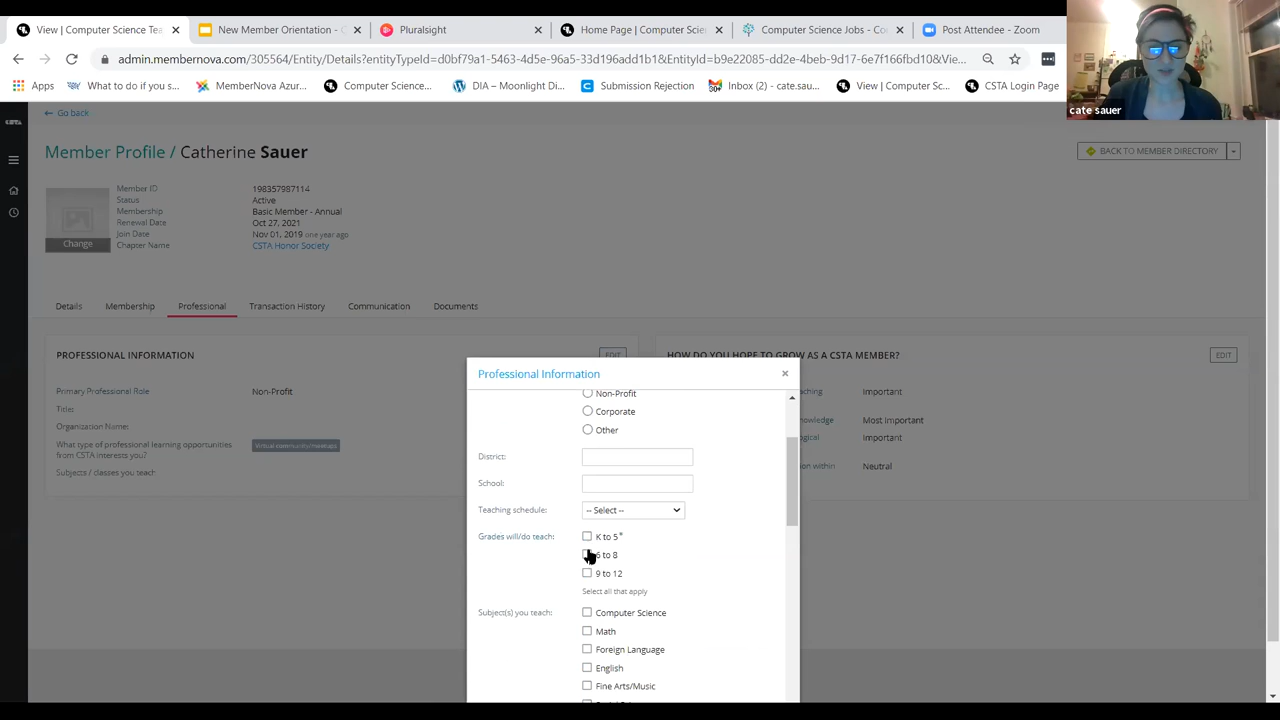 View | Computer Science Tea
New Member Orientation - C
Pluralsight
Home Page | Computer Scien
Computer Science Jobs - Co
Post Attendee - Zoom
admin.membernova.com/305564/Entity/Detail?entityTypeId=d0bf79a1-5463-4d5e-96a5-33d196add1b1&EntityId=b9e22085-dd2e-4beb-9d17-6e7f166fbd10&Vie...
Apps
What to do if you s...
MemberNova Azur...
Computer Science...
DIA – Moonlight Di...
Submission Rejection
Inbox (2) - cate.sau...
View | Computer Sc...
CSTA Login Page
cate sauer
Go back
CSTA
Member Profile / Catherine Sauer
BACK TO MEMBER DIRECTORY
Member ID 198357987114
Status Active
Membership Basic Member - Annual
Renewal Date Oct 27, 2021
Join Date Nov 01, 2019 one year ago
Chapter Name CSTA Honor Society
Change
Details Membership Professional Transaction History Communication Documents
PROFESSIONAL INFORMATION
EDIT
HOW DO YOU HOPE TO GROW AS A CSTA MEMBER?
EDIT
Primary Professional Role Non-Profit
Title:
Organization Name:
What type of professional learning opportunities
from CSTA interests you?
Virtual community/meetups
Subjects / classes you teach:
aching Important
owledge Most important
ogical Important
ion within Neutral
Professional Information
×
Non-Profit
Corporate
Other
District:
School:
Teaching schedule: -- Select --
Grades will/do teach: K to 5*
6 to 8
9 to 12
Select all that apply
Subject(s) you teach: Computer Science
Math
Foreign Language
English
Fine Arts/Music